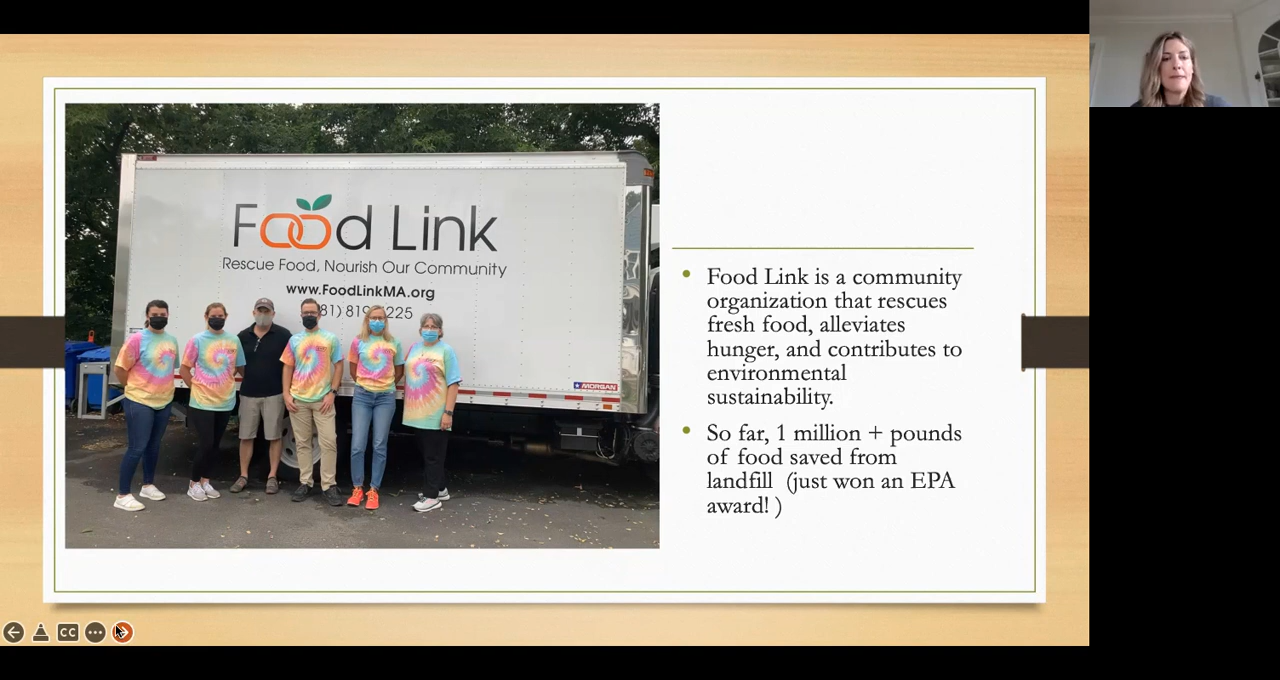 Food Link
Rescue Food, Nourish Our Community
www.FoodLinkMA.org
81) 819 225
MORGAN
Food Link is a community
organization that rescues
fresh food, alleviates
hunger, and contributes to
environmental
sustainability.
So far, 1 million + pounds
of food saved from
landfill (just won an EPA
award! )
CC